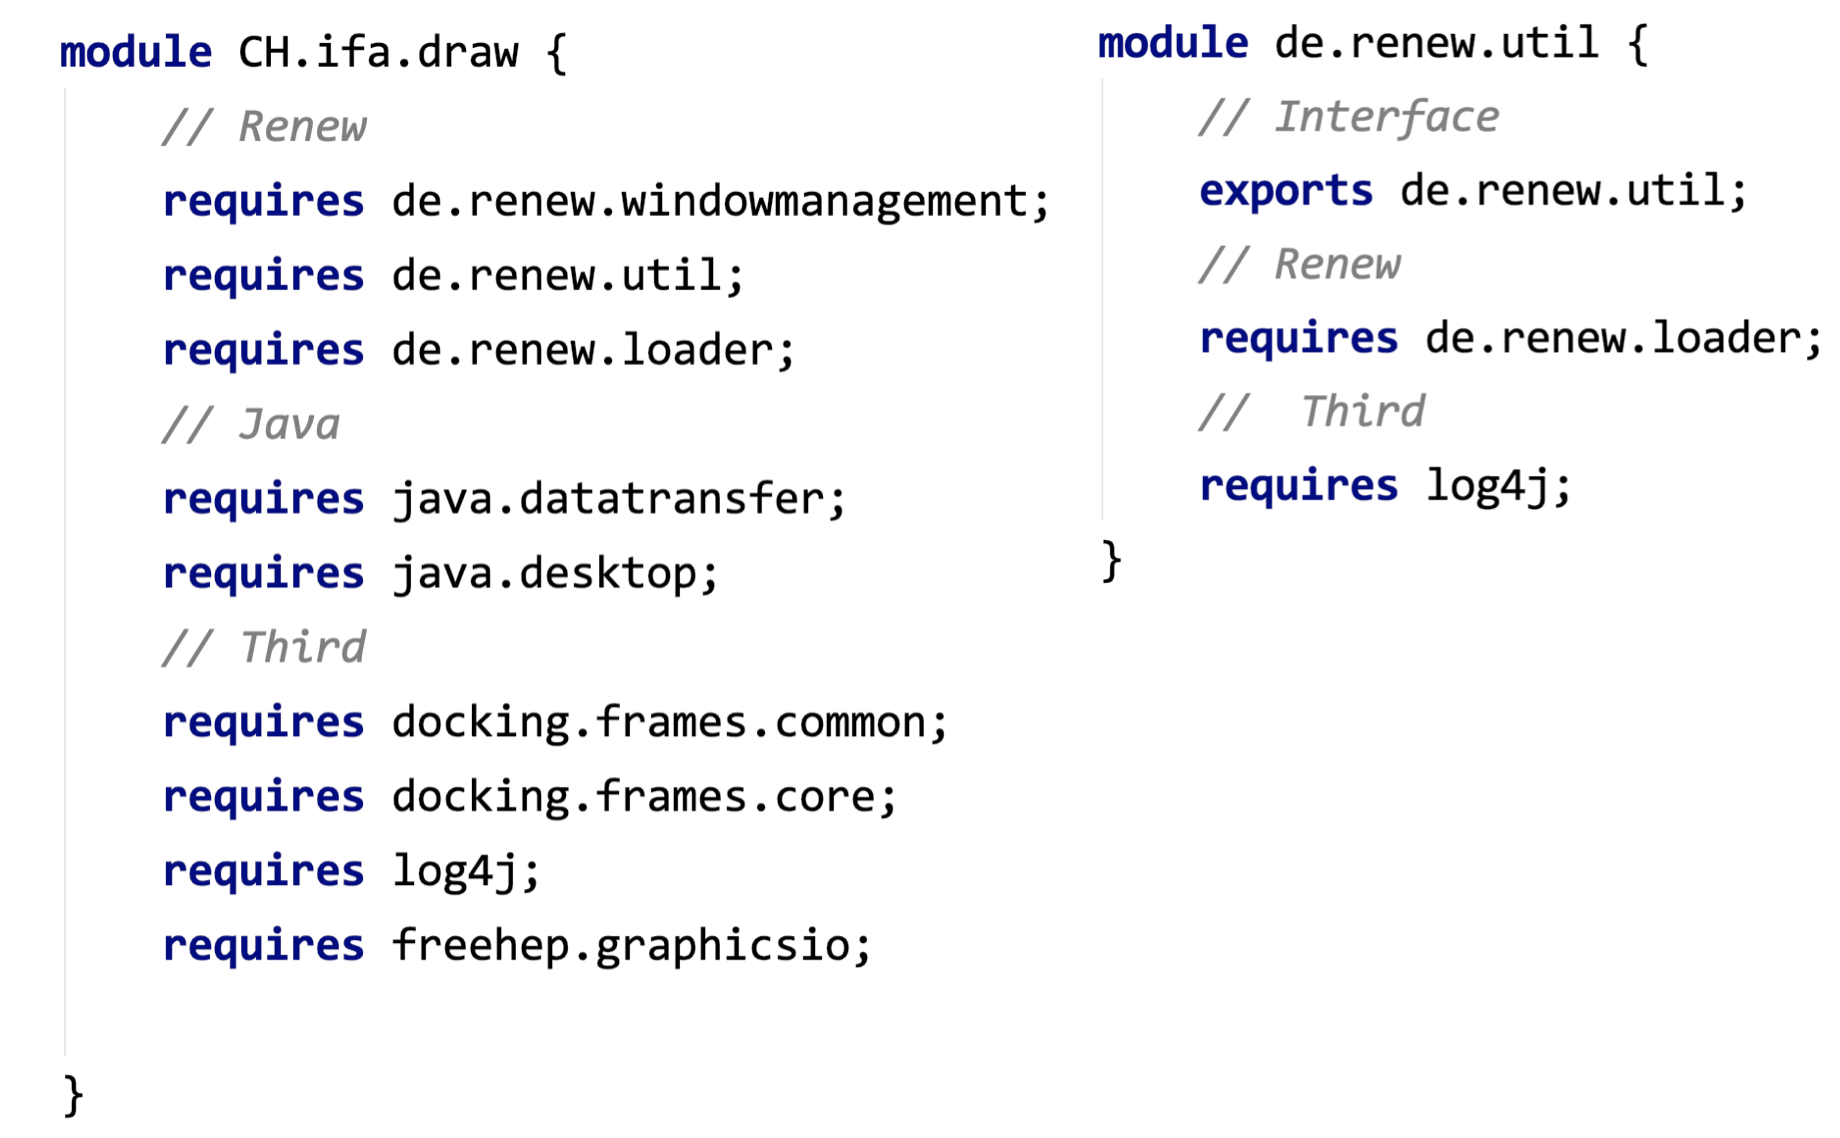 module CH.ifa.draw {
// Renew
requires de.renew.windowmanagement;
requires de.renew.util;
requires de.renew.loader;
// Java
requires java.datatransfer;
requires java.desktop;
// Third
requires docking.frames.common;
requires docking.frames.core;
requires log4j;
requires freehep.graphicsio;
}
module de.renew.util {
// Interface
exports de.renew.util;
// Renew
requires de.renew.loader;
//  Third
requires log4j;
}